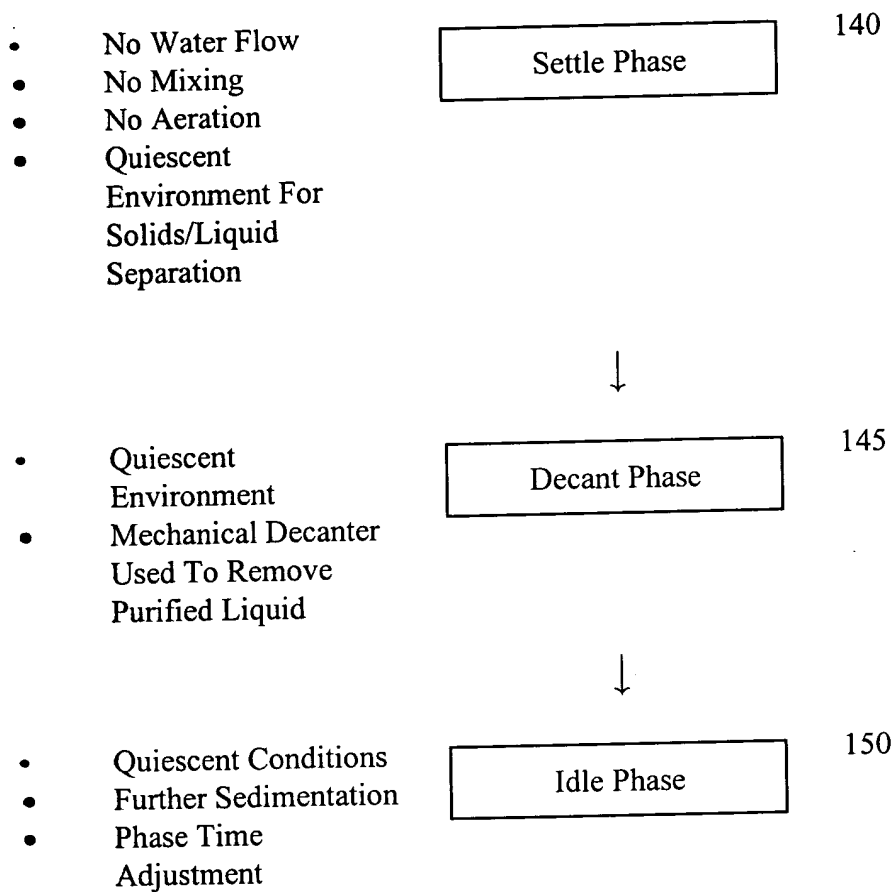 • No Water Flow
• No Mixing
• No Aeration
• Quiescent
Environment For
Solids/Liquid
Separation
Settle Phase
140
↓
• Quiescent
Environment
• Mechanical Decanter
Used To Remove
Purified Liquid
Decant Phase
145
↓
• Quiescent Conditions
• Further Sedimentation
• Phase Time
Adjustment
Idle Phase
150